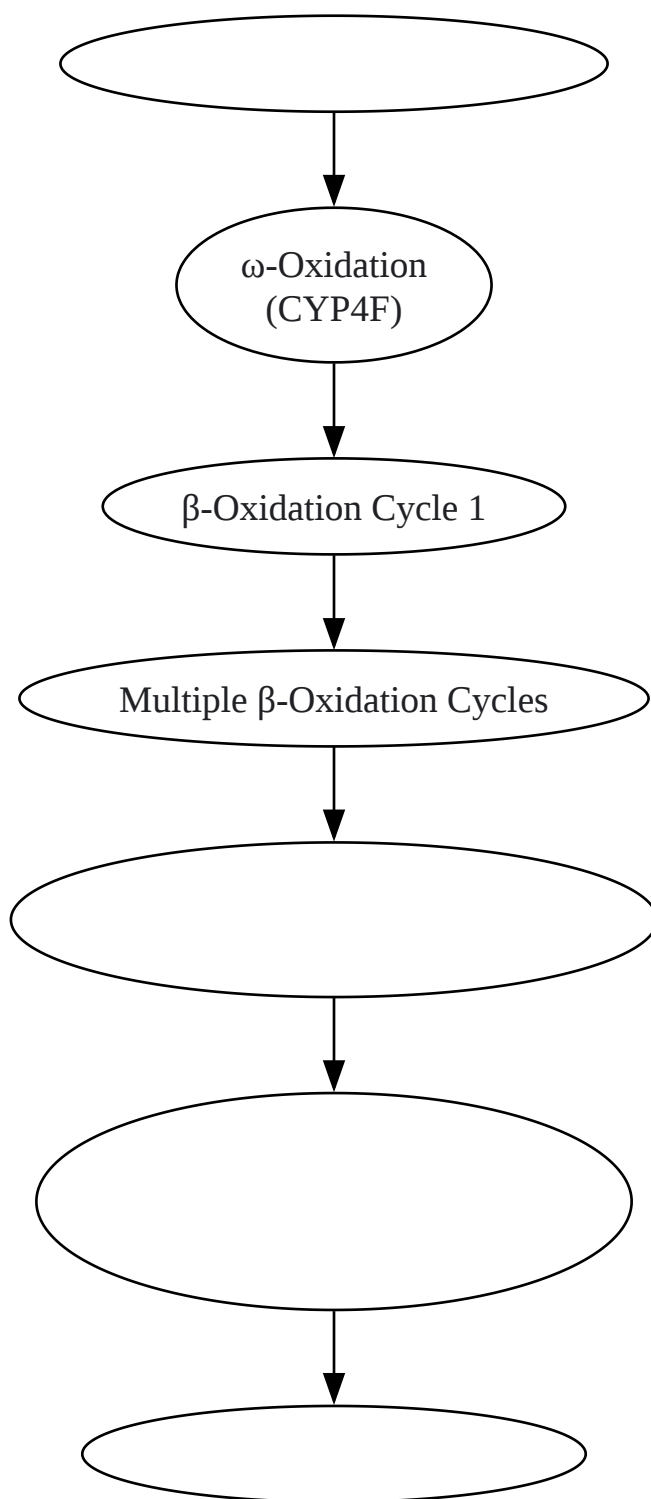 ω-Oxidation
(CYP4F)
β-Oxidation Cycle 1
Multiple β-Oxidation Cycles